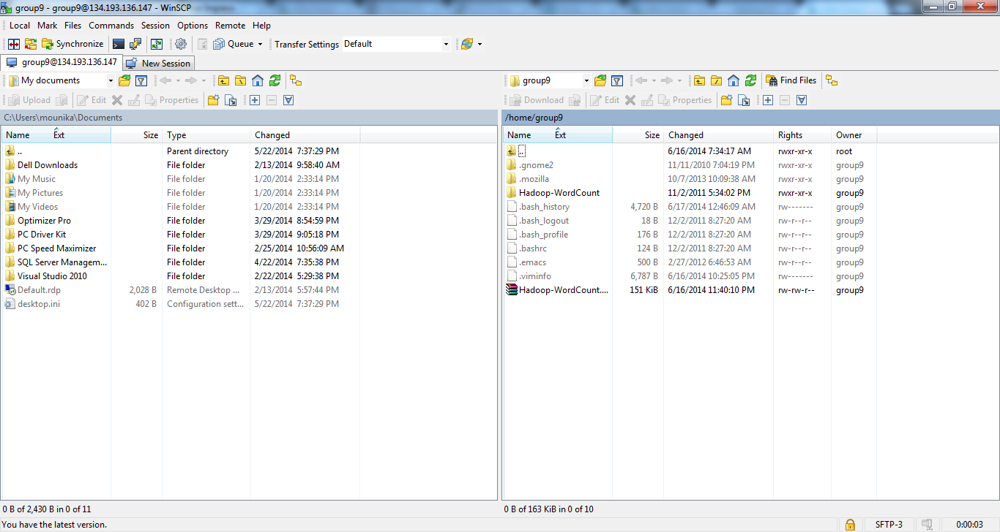 group9 - group9@134.193.136.147 - WinSCP
Local Mark Files Commands Session Options Remote Help
Synchronize Queue Transfer Settings Default
group9@134.193.136.147 New Session
My documents
Upload Edit Properties
C:\Users\mounika\Documents
Name Ext Size Type Changed
.. Parent directory 5/22/2014 7:37:29 PM
Dell Downloads File folder 2/13/2014 9:58:40 AM
My Music File folder 1/20/2014 2:33:14 PM
My Pictures File folder 1/20/2014 2:33:14 PM
My Videos File folder 1/20/2014 2:33:14 PM
Optimizer Pro File folder 3/29/2014 8:54:59 PM
PC Driver Kit File folder 3/29/2014 9:05:18 PM
PC Speed Maximizer File folder 2/25/2014 10:56:09 AM
SQL Server Managem... File folder 4/22/2014 7:35:38 PM
Visual Studio 2010 File folder 2/22/2014 5:29:38 PM
Default.rdp 2,028 B Remote Desktop ... 2/13/2014 5:57:44 PM
desktop.ini 402 B Configuration sett... 5/22/2014 7:37:29 PM
0 B of 2,430 B in 0 of 11
group9 Find Files
Download Edit Properties
/home/group9
Name Ext Size Changed Rights Owner
.. 6/16/2014 7:34:17 AM rwxr-xr-x root
.gnome2 11/11/2010 7:04:19 PM rwxr-xr-x group9
.mozilla 10/7/2013 10:09:38 AM rwxr-xr-x group9
Hadoop-WordCount 11/2/2011 5:34:02 PM rwxr-xr-x group9
.bash_history 4,720 B 6/17/2014 12:46:09 AM rw------- group9
.bash_logout 18 B 12/2/2011 8:27:20 AM rw-r--r-- group9
.bash_profile 176 B 12/2/2011 8:27:20 AM rw-r--r-- group9
.bashrc 124 B 12/2/2011 8:27:20 AM rw-r--r-- group9
.emacs 500 B 2/27/2012 6:46:53 AM rw-r--r-- group9
.viminfo 6,787 B 6/16/2014 10:25:05 PM rw------- group9
Hadoop-WordCount.... 151 KiB 6/16/2014 11:40:10 PM rw-rw-r-- group9
0 B of 163 KiB in 0 of 10
You have the latest version. SFTP-3 0:00:03